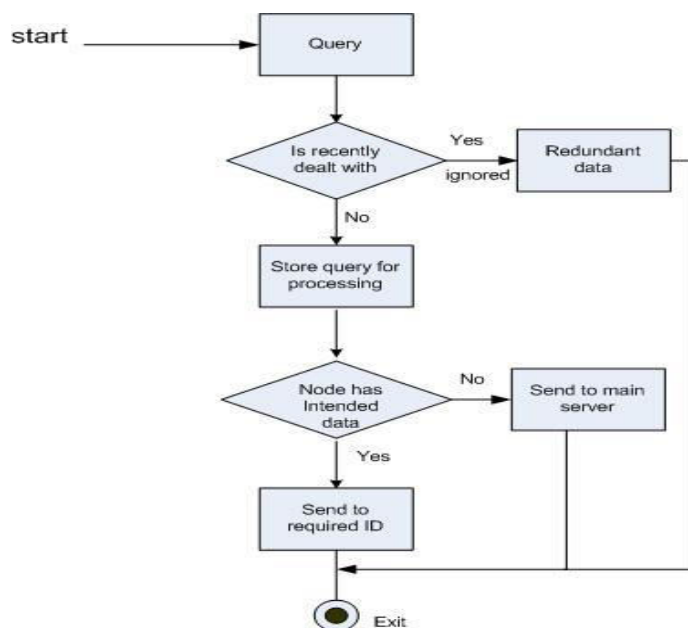 start
Query
Is recently
dealt with
Yes
ignored
Redundant
data
No
Store query for
processing
Node has
Intended
data
No
Send to main
server
Yes
Send to
required ID
Exit